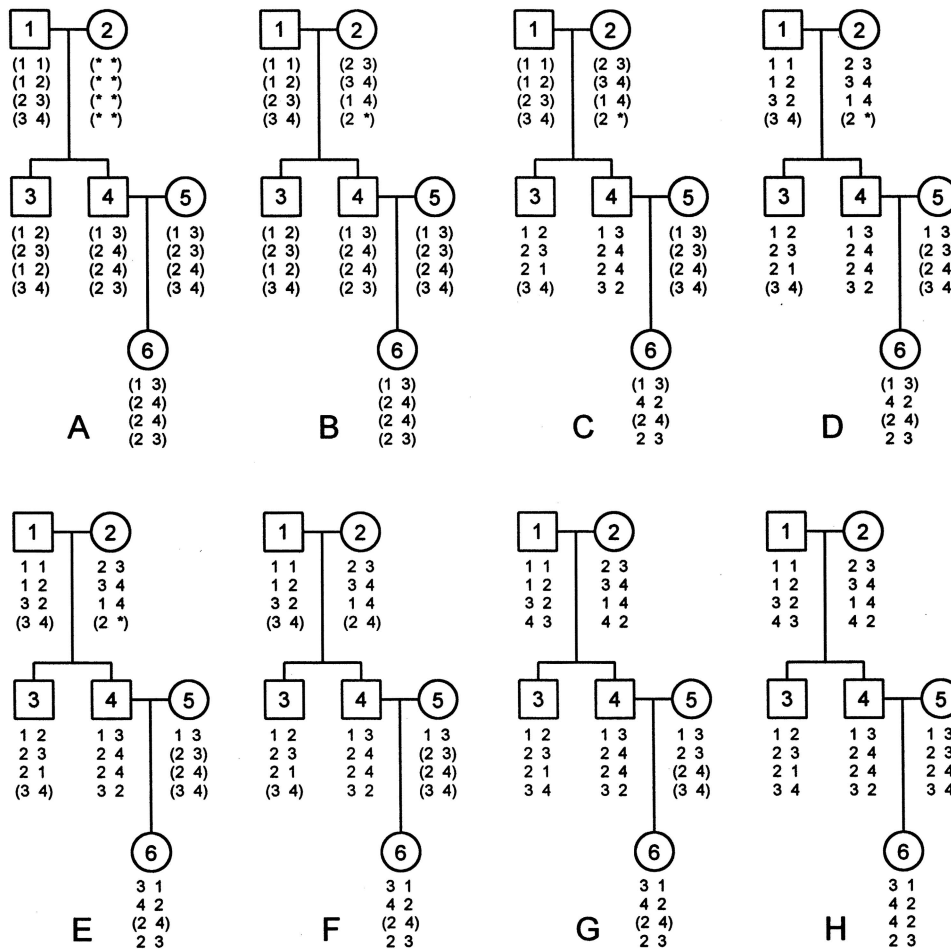 1 2 1 2 1 2 1 2
(1 1) (* *) (1 1) (2 3) (1 1) (2 3) 1 1 2 3
(1 2) (* *) (1 2) (3 4) (1 2) (3 4) 1 2 3 4
(2 3) (* *) (2 3) (1 4) (2 3) (1 4) 3 2 1 4
(3 4) (* *) (3 4) (2 *) (3 4) (2 *) (3 4) (2 *)
3 4 5 3 4 5 3 4 5 3 4 5
(1 2) (1 3) (1 3) (1 2) (1 3) (1 3) 1 2 1 3 (1 3) 1 2 1 3 1 3
(2 3) (2 4) (2 3) (2 3) (2 4) (2 3) 2 3 2 4 (2 3) 2 3 2 4 (2 3)
(1 2) (2 4) (2 4) (1 2) (2 4) (2 4) 2 1 2 4 (2 4) 2 1 2 4 (2 4)
(3 4) (2 3) (3 4) (3 4) (2 3) (3 4) (3 4) 3 2 (3 4) (3 4) 3 2 (3 4)
6 6 6 6
(1 3) (1 3) (1 3) (1 3)
(2 4) (2 4) 4 2 4 2
(2 4) (2 4) (2 4) (2 4)
(2 3) (2 3) 2 3 2 3
A B C D
1 2 1 2 1 2 1 2
1 1 2 3 1 1 2 3 1 1 2 3 1 1 2 3
1 2 3 4 1 2 3 4 1 2 3 4 1 2 3 4
3 2 1 4 3 2 1 4 3 2 1 4 3 2 1 4
(3 4) (2 *) (3 4) (2 4) 4 3 4 2 4 3 4 2
3 4 5 3 4 5 3 4 5 3 4 5
1 2 1 3 1 3 1 2 1 3 1 3 1 2 1 3 1 3 1 2 1 3 1 3
2 3 2 4 (2 3) 2 3 2 4 (2 3) 2 3 2 4 2 3 2 3 2 4 2 3
2 1 2 4 (2 4) 2 1 2 4 (2 4) 2 1 2 4 (2 4) 2 1 2 4 2 4
(3 4) 3 2 (3 4) (3 4) 3 2 (3 4) 3 4 3 2 (3 4) 3 4 3 2 3 4
6 6 6 6
3 1 3 1 3 1 3 1
4 2 4 2 4 2 4 2
(2 4) (2 4) (2 4) 4 2
2 3 2 3 2 3 2 3
E F G H